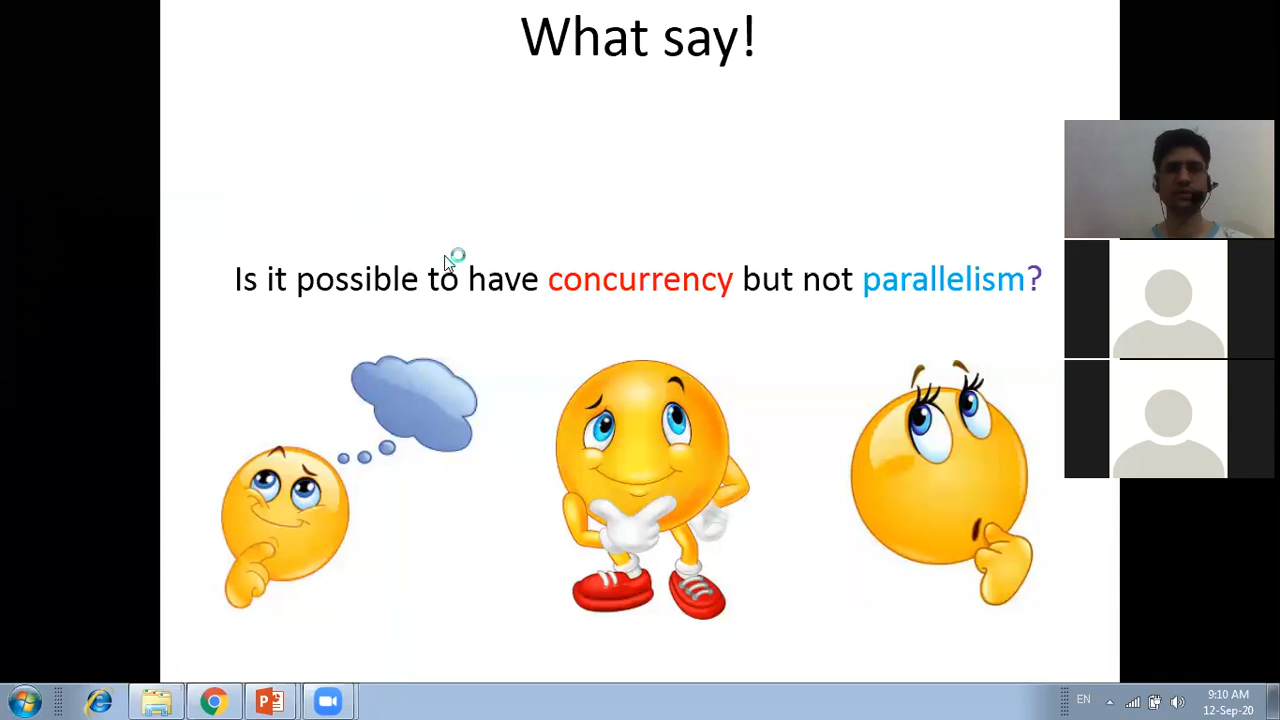 What say!
Is it possible to have concurrency but not parallelism?
EN
9:10 AM
12-Sep-20